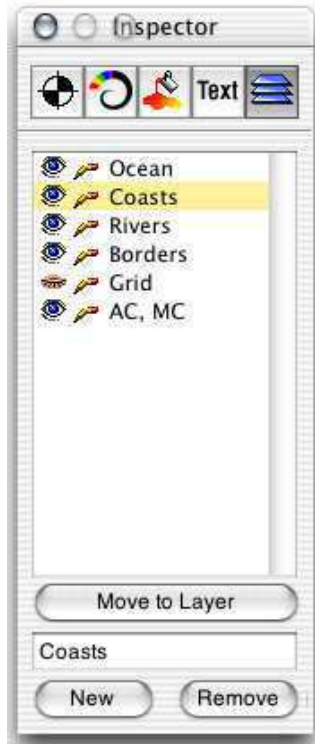 Inspector
Text
Ocean
Coasts
Rivers
Borders
Grid
AC, MC
Move to Layer
Coasts
New Remove